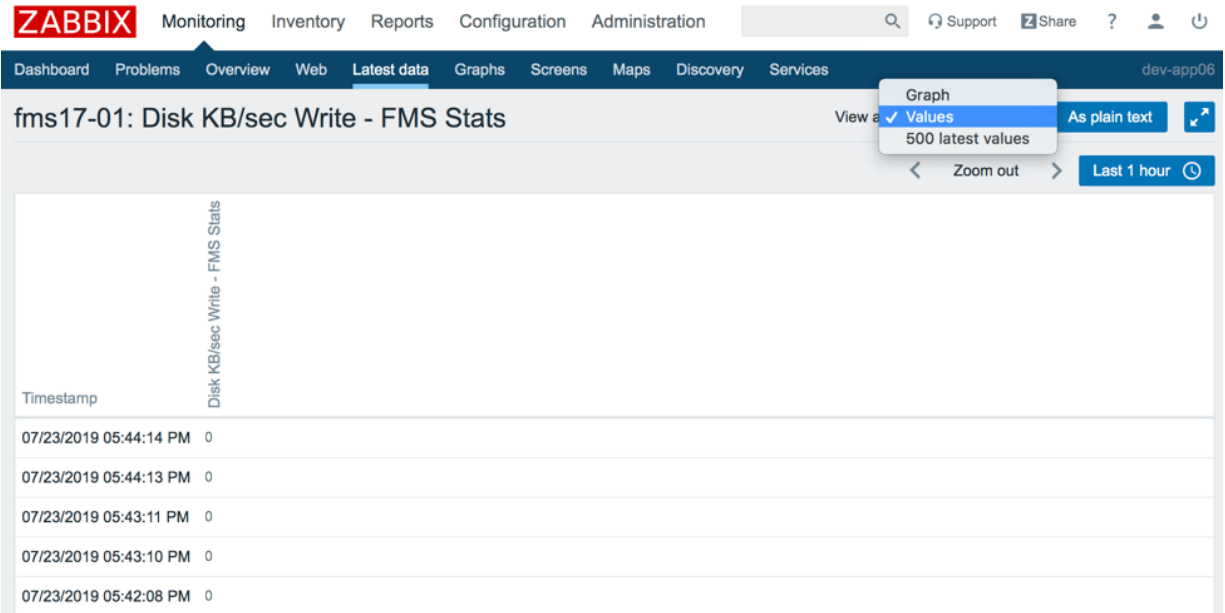 ZABBIX Monitoring Inventory Reports Configuration Administration Support Z Share ?
Dashboard Problems Overview Web Latest data Graphs Screens Maps Discovery Services dev-app06
fms17-01: Disk KB/sec Write - FMS Stats View a As plain text
Graph
✓ Values
500 latest values
Zoom out Last 1 hour
Timestamp Disk KB/sec Write - FMS Stats
07/23/2019 05:44:14 PM 0
07/23/2019 05:44:13 PM 0
07/23/2019 05:43:11 PM 0
07/23/2019 05:43:10 PM 0
07/23/2019 05:42:08 PM 0